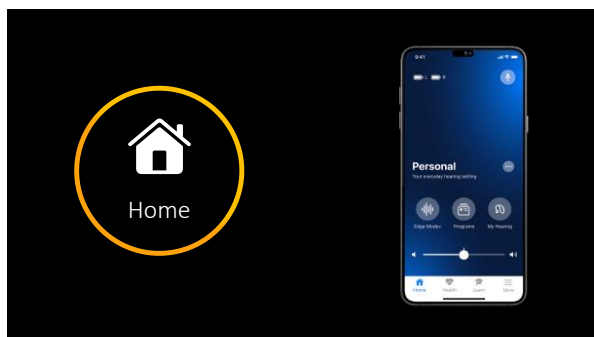 Home
9:41
L
R
Personal
Your everyday hearing setting
Edge Mode+
Programs
My Hearing
Home
Health
Learn
More